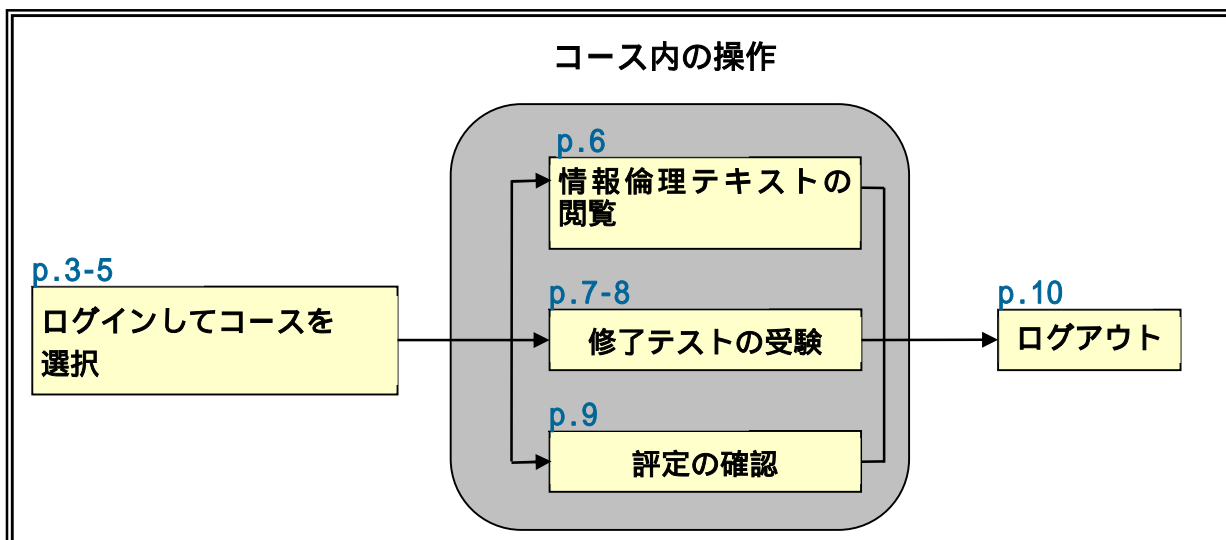 コース内の操作
p.6
情報倫理テキストの
閲覧
p.3-5
ログインしてコースを
選択
p.7-8
修了テストの受験
p.10
ログアウト
p.9
評定の確認